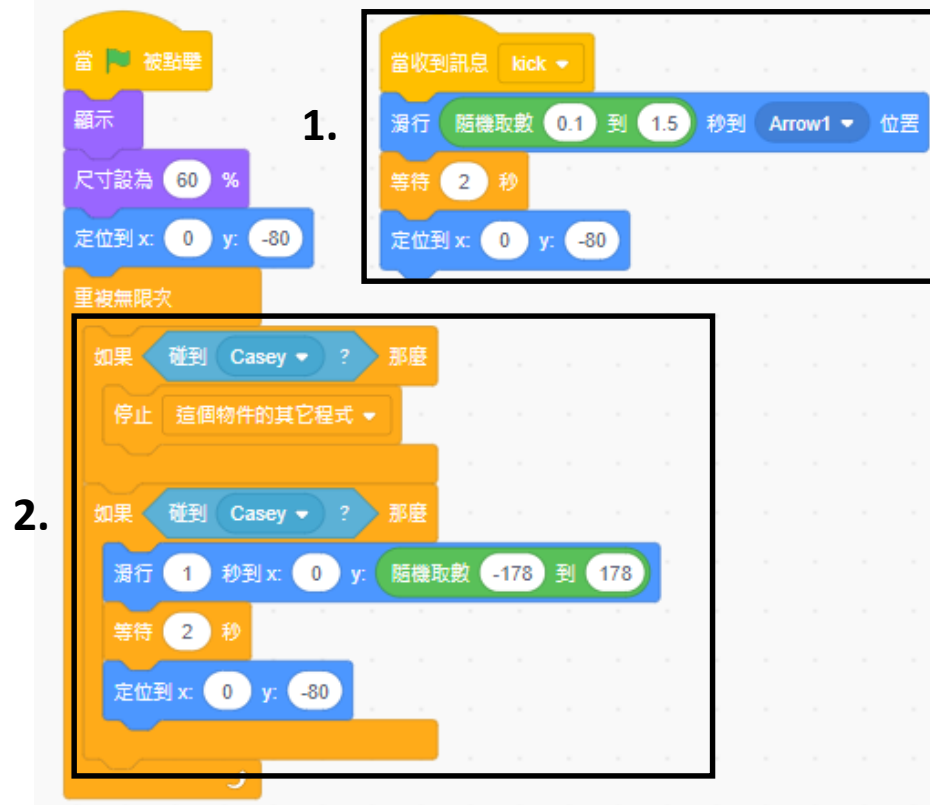 當 被點擊
顯示
尺寸設為 60 %
定位到 x: 0 y: -80
重複無限次
2.
如果 碰到 Casey ? 那麼
停止 這個物件的其它程式
如果 碰到 Casey ? 那麼
滑行 1 秒到 x: 0 y: 隨機取數 -178 到 178
等待 2 秒
定位到 x: 0 y: -80
1.
當收到訊息 kick
滑行 隨機取數 0.1 到 1.5 秒到 Arrow1 位置
等待 2 秒
定位到 x: 0 y: -80